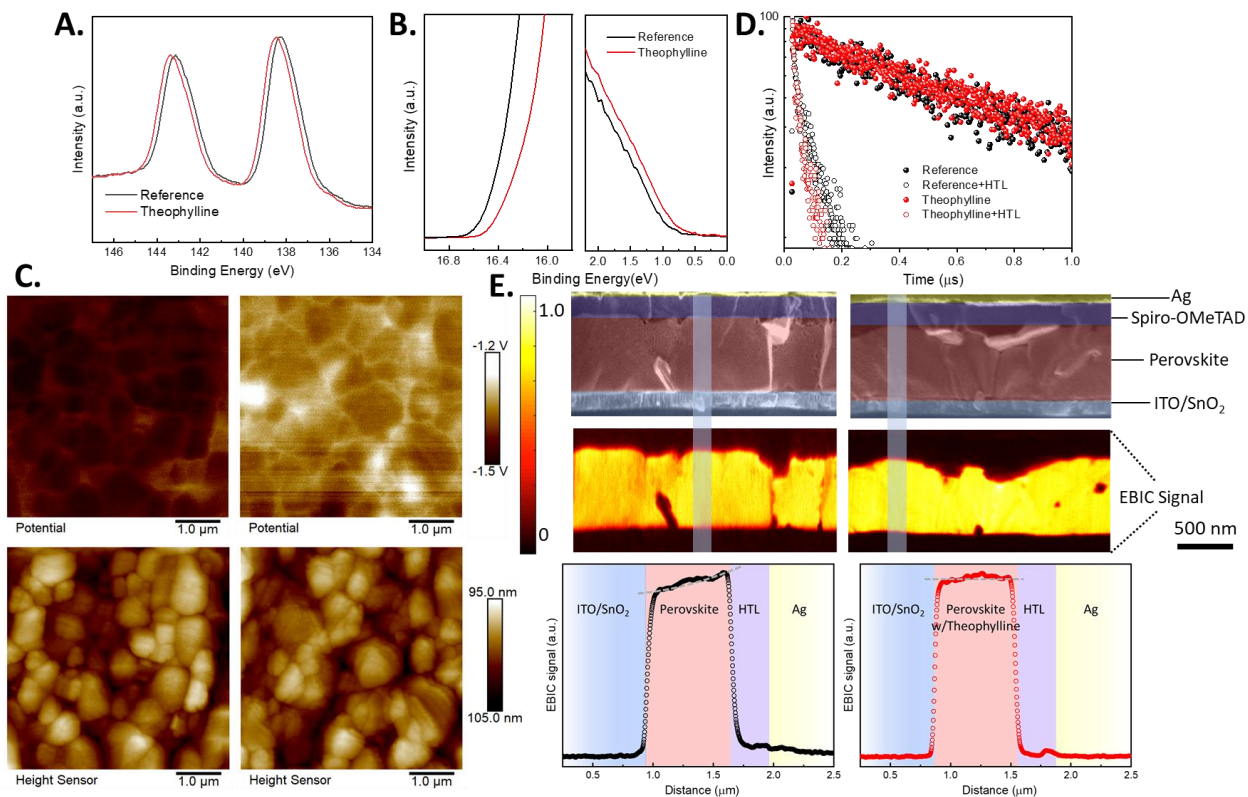 A.
Intensity (a.u.)
Reference
Theophylline
146 144 142 140 138 136 134
Binding Energy (eV)
B.
Intensity (a.u.)
Reference
Theophylline
16.8 16.4 16.0 2.0 1.5 1.0 0.5 0.0
Binding Energy(eV)
D.
100
Intensity (a.u.)
Reference
Reference+HTL
Theophylline
Theophylline+HTL
0.0 0.2 0.4 0.6 0.8 1.0
Time (μs)
C.
-1.2 V
-1.5 V
Potential
1.0 μm
Potential
1.0 μm
95.0 nm
105.0 nm
Height Sensor
1.0 μm
Height Sensor
1.0 μm
E.
1.0
0
Ag
Spiro-OMeTAD
Perovskite
ITO/SnO₂
EBIC Signal
500 nm
EBIC signal (a.u.)
ITO/SnO₂ Perovskite HTL Ag
0.5 1.0 1.5 2.0 2.5
Distance (μm)
EBIC signal (a.u.)
ITO/SnO₂ Perovskite HTL Ag
w/Theophylline
0.5 1.0 1.5 2.0 2.5
Distance (μm)